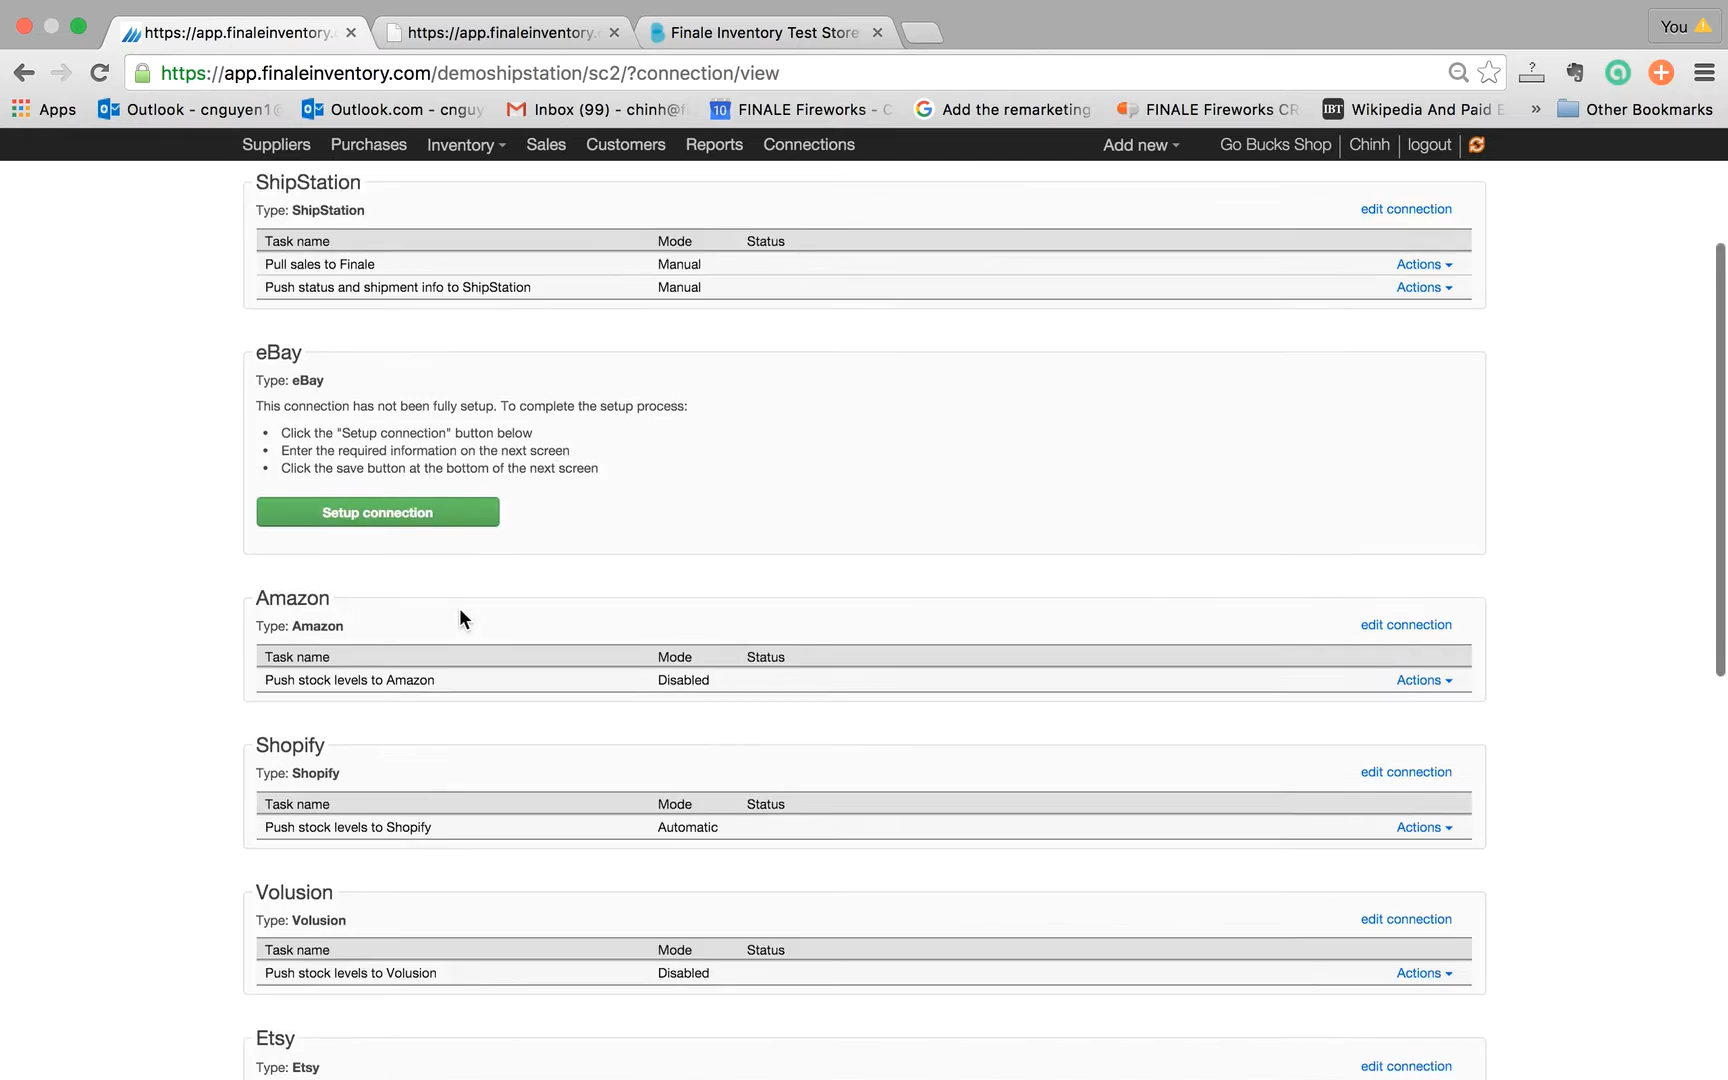 https://app.finaleinventory.
https://app.finaleinventory.
Finale Inventory Test Store
You
https://app.finaleinventory.com/demoshipstation/sc2/?connection/view
Apps
Outlook - cnguyen1@
Outlook.com - cnguy
Inbox (99) - chinh@f
10 FINALE Fireworks - C
Add the remarketing
FINALE Fireworks CR
IBT Wikipedia And Paid E
»
Other Bookmarks
Suppliers Purchases Inventory Sales Customers Reports Connections Add new Go Bucks Shop Chinh logout
ShipStation
Type: ShipStation
edit connection
Task name Mode Status
Pull sales to Finale Manual Actions
Push status and shipment info to ShipStation Manual Actions
eBay
Type: eBay
This connection has not been fully setup. To complete the setup process:
• Click the "Setup connection" button below
• Enter the required information on the next screen
• Click the save button at the bottom of the next screen
Setup connection
Amazon
Type: Amazon
edit connection
Task name Mode Status
Push stock levels to Amazon Disabled Actions
Shopify
Type: Shopify
edit connection
Task name Mode Status
Push stock levels to Shopify Automatic Actions
Volusion
Type: Volusion
edit connection
Task name Mode Status
Push stock levels to Volusion Disabled Actions
Etsy
Type: Etsy
edit connection